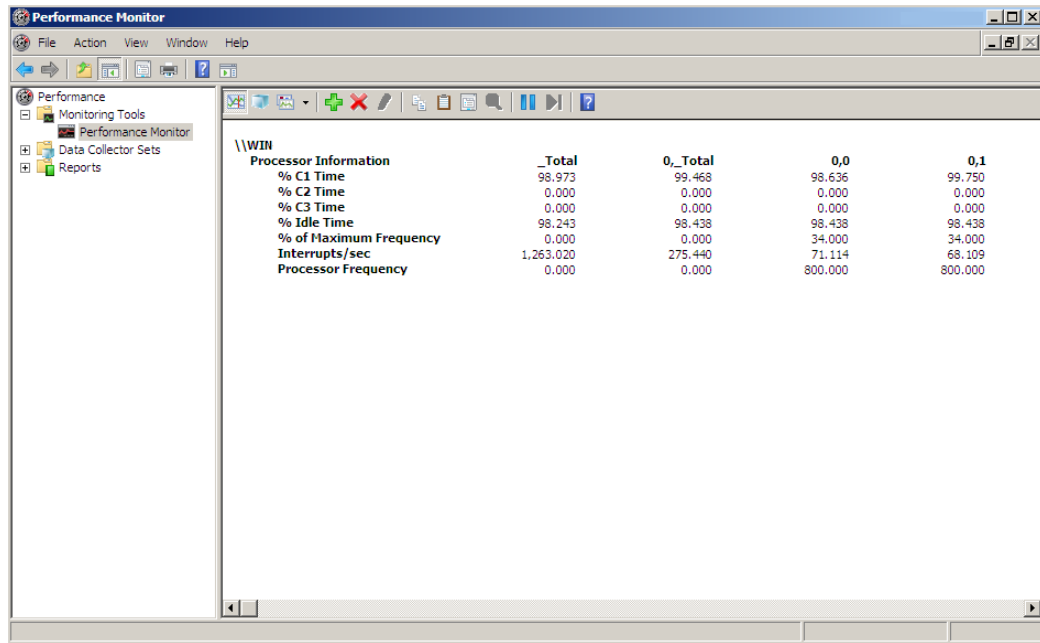 Performance Monitor
File Action View Window Help
Performance
Monitoring Tools
Performance Monitor
Data Collector Sets
Reports
\\WIN
Processor Information _Total 0,_Total 0,0 0,1
% C1 Time 98.973 99.468 98.636 99.750
% C2 Time 0.000 0.000 0.000 0.000
% C3 Time 0.000 0.000 0.000 0.000
% Idle Time 98.243 98.438 98.438 98.438
% of Maximum Frequency 0.000 0.000 34.000 34.000
Interrupts/sec 1,263.020 275.440 71.114 68.109
Processor Frequency 0.000 0.000 800.000 800.000